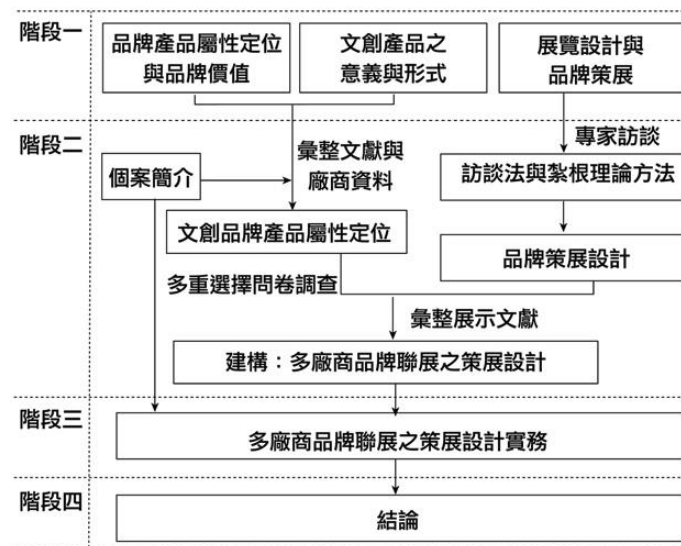 階段一
品牌產品屬性定位
與品牌價值
文創產品之
意義與形式
展覽設計與
品牌策展
階段二
個案簡介
彙整文獻與
廠商資料
專家訪談
訪談法與紮根理論方法
文創品牌產品屬性定位
品牌策展設計
多重選擇問卷調查
彙整展示文獻
建構：多廠商品牌聯展之策展設計
階段三
多廠商品牌聯展之策展設計實務
階段四
結論